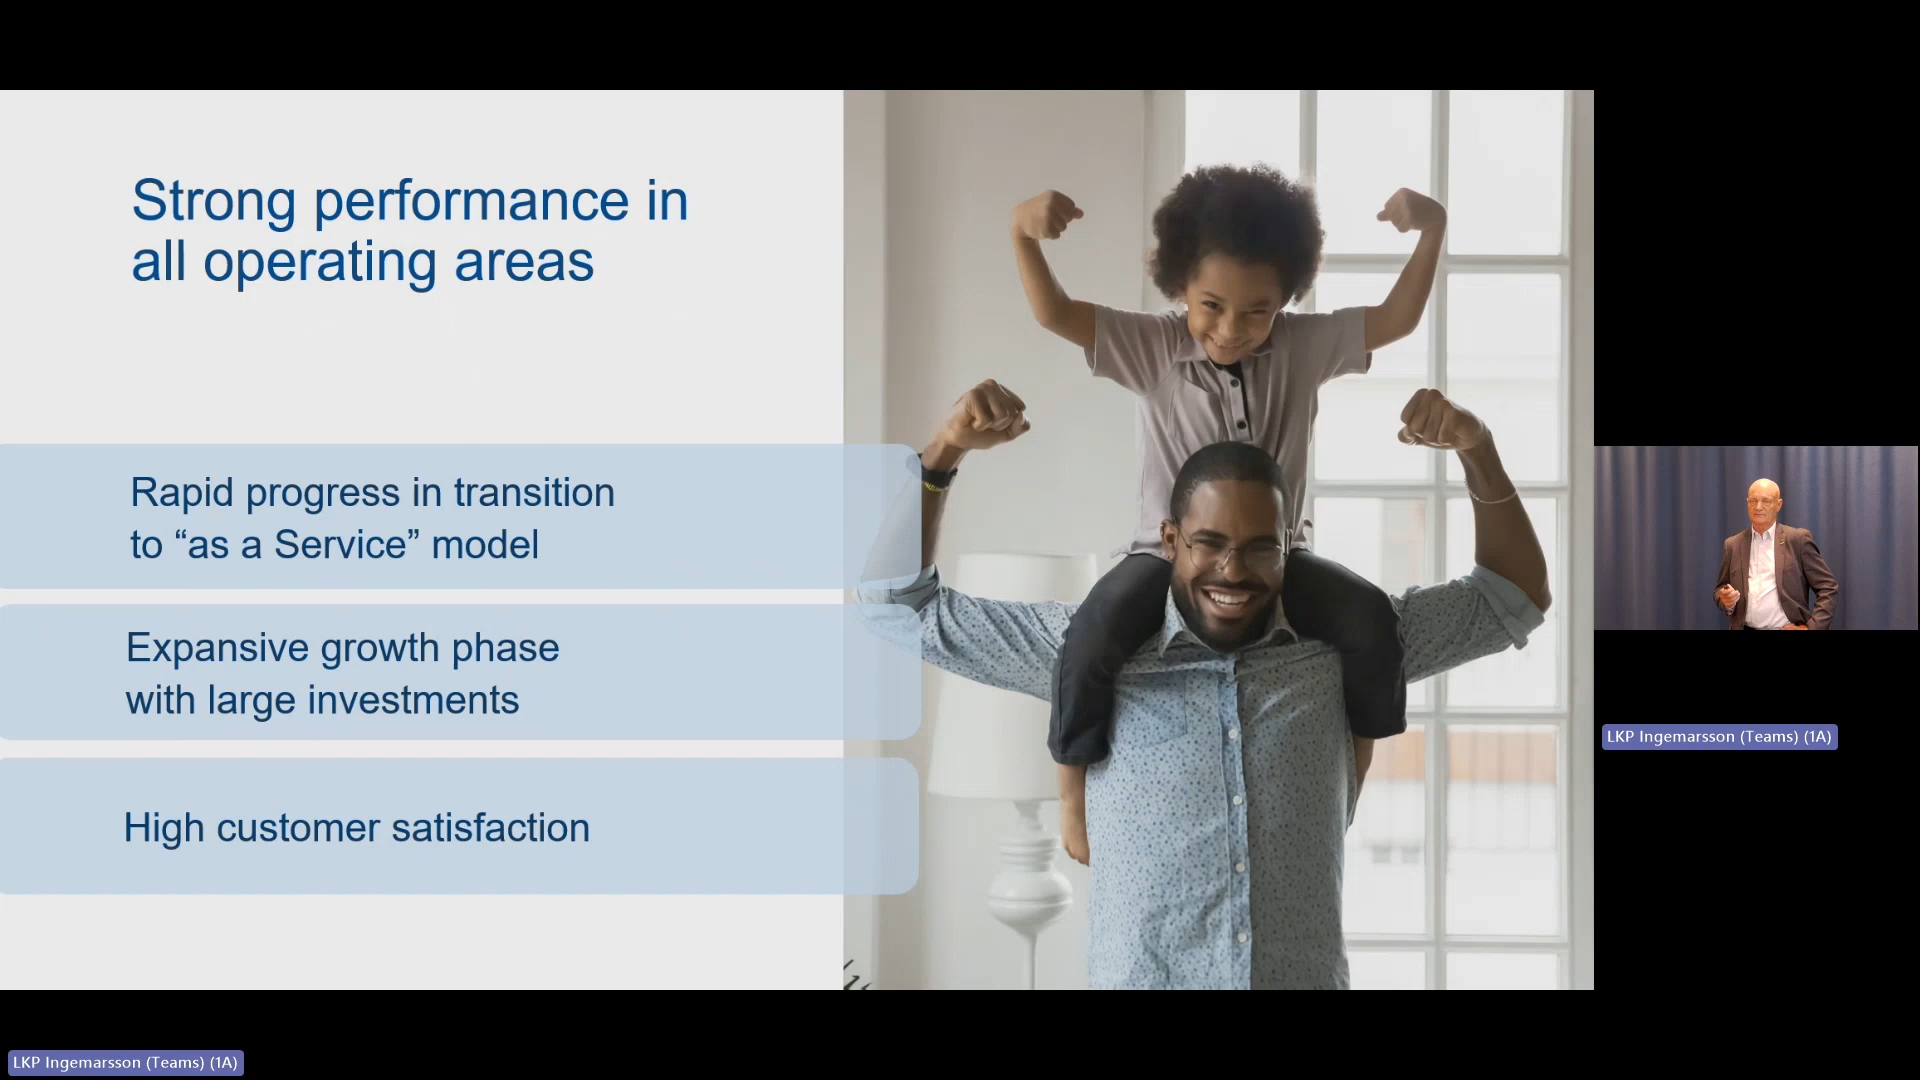 Strong performance in
all operating areas
Rapid progress in transition
to “as a Service” model
Expansive growth phase
with large investments
High customer satisfaction
LKP Ingemarsson (Teams) (1A)
LKP Ingemarsson (Teams) (1A)